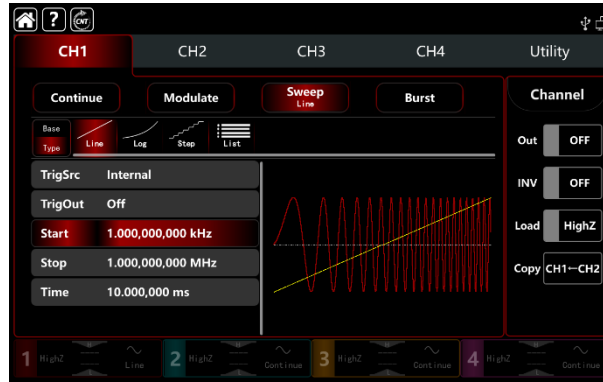 ? CNT
CH1 CH2 CH3 CH4 Utility
Continue Modulate Sweep Burst Channel
Line
Base
Type Line Log Step List
Out OFF
TrigSrc Internal
INV OFF
TrigOut Off
Load HighZ
Start 1.000,000,000 kHz
Stop 1.000,000,000 MHz
Copy CH1←CH2
Time 10.000,000 ms
1 HighZ Line 2 HighZ Continue 3 HighZ Continue 4 HighZ Continue